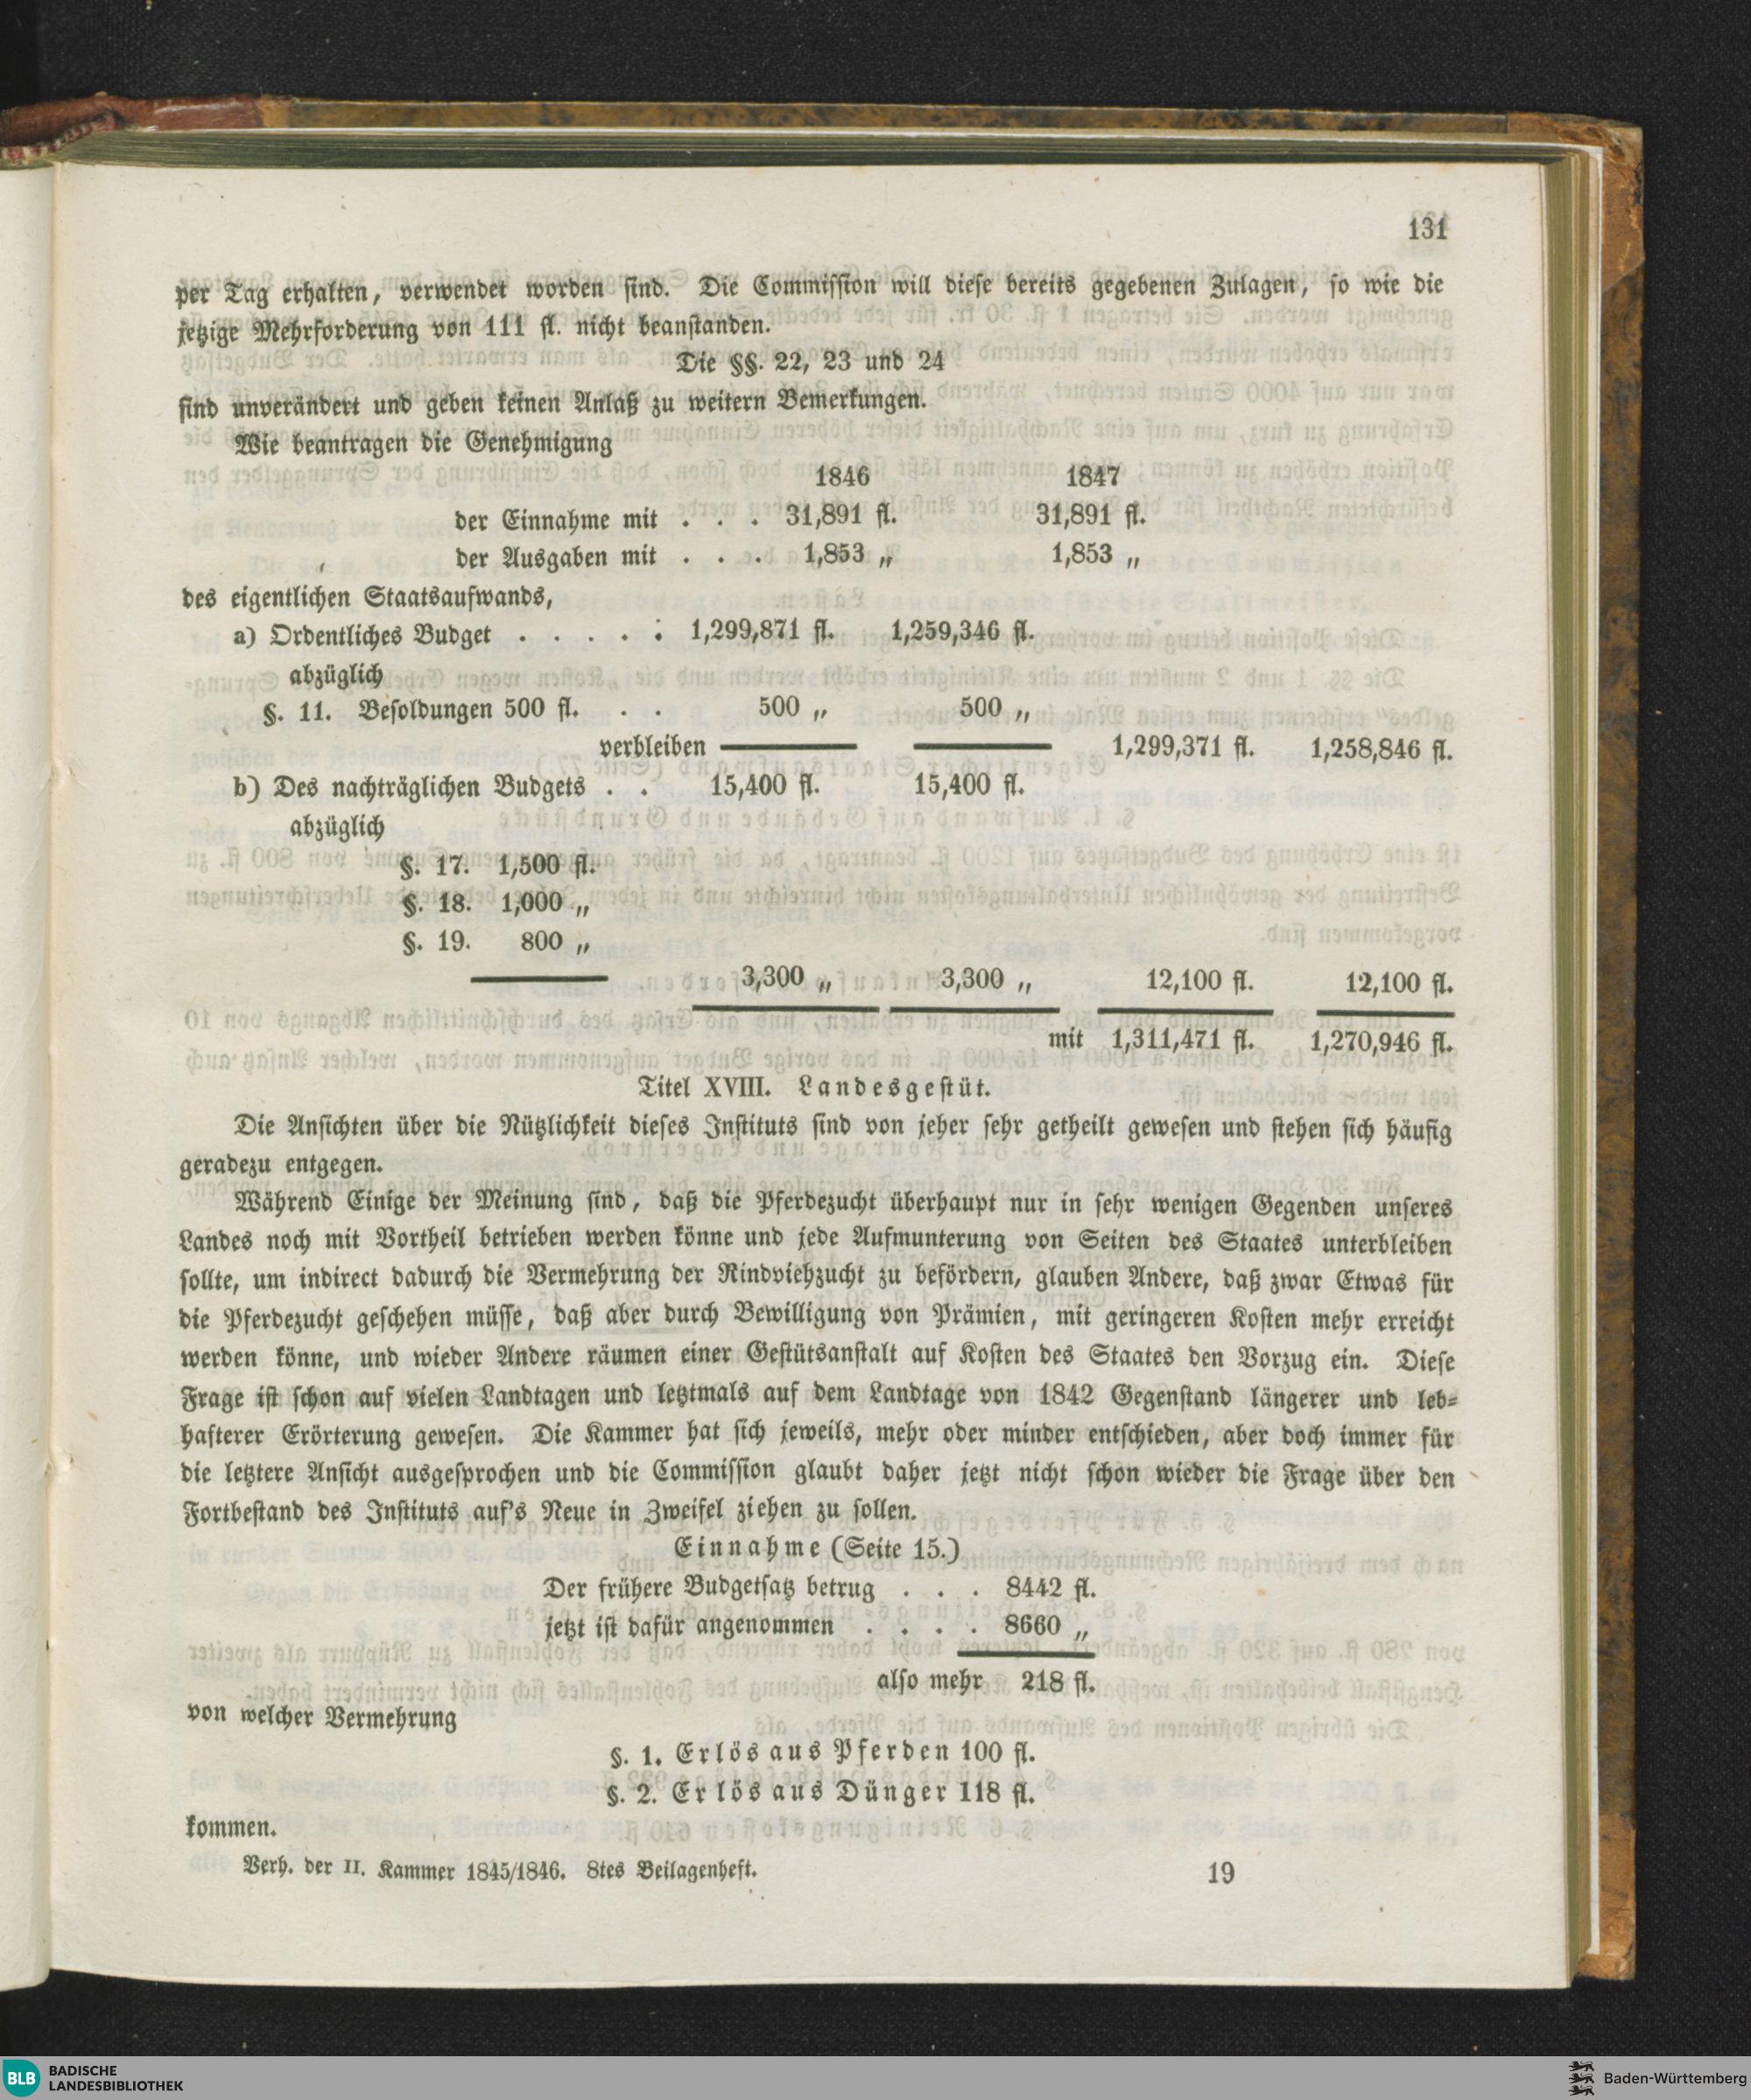 131
per Tag erhalten, verwendet worden sind. Die Commission will diese bereits gegebenen Zulagen, so wie die
jetzige Mehrforderung von 111 fl. nicht beanstanden.
Die §§. 22, 23 und 24
sind unverändert und geben keinen Anlaß zu weitern Bemerkungen.
Wie beantragen die Genehmigung
1846 1847
der Einnahme mit . . . 31,891 fl. 31,891 fl.
der Ausgaben mit . . . 1,853 „ 1,853 „
des eigentlichen Staatsaufwands,
a) Ordentliches Budget . . . . . 1,299,871 fl. 1,259,346 fl.
abzüglich
§. 11. Besoldungen 500 fl. . . 500 „ 500 „
verbleiben 1,299,371 fl. 1,258,846 fl.
b) Des nachträglichen Budgets . . 15,400 fl. 15,400 fl.
abzüglich
§. 17. 1,500 fl.
§. 18. 1,000 „
§. 19. 800 „
3,300 „ 3,300 „ 12,100 fl. 12,100 fl.
mit 1,311,471 fl. 1,270,946 fl.
Titel XVIII. Landesgestüt.
Die Ansichten über die Nützlichkeit dieses Instituts sind von jeher sehr getheilt gewesen und stehen sich häufig
geradezu entgegen.
Während Einige der Meinung sind, daß die Pferdezucht überhaupt nur in sehr wenigen Gegenden unseres
Landes noch mit Vortheil betrieben werden könne und jede Aufmunterung von Seiten des Staates unterbleiben
sollte, um indirect dadurch die Vermehrung der Rindviehzucht zu befördern, glauben Andere, daß zwar Etwas für
die Pferdezucht geschehen müsse, daß aber durch Bewilligung von Prämien, mit geringeren Kosten mehr erreicht
werden könne, und wieder Andere räumen einer Gestütsanstalt auf Kosten des Staates den Vorzug ein. Diese
Frage ist schon auf vielen Landtagen und letztmals auf dem Landtage von 1842 Gegenstand längerer und leb-
hafterer Erörterung gewesen. Die Kammer hat sich jeweils, mehr oder minder entschieden, aber doch immer für
die letztere Ansicht ausgesprochen und die Commission glaubt daher jetzt nicht schon wieder die Frage über den
Fortbestand des Instituts auf's Neue in Zweifel ziehen zu sollen.
Einnahme (Seite 15.)
Der frühere Budgetsatz betrug . . . 8442 fl.
jetzt ist dafür angenommen . . . . 8660 „
also mehr 218 fl.
von welcher Vermehrung
§. 1. Erlös aus Pferden 100 fl.
§. 2. Erlös aus Dünger 118 fl.
kommen.
Verh. der II. Kammer 1845/1846. 8tes Beilagenheft. 19
BLB BADISCHE
LANDESBIBLIOTHEK
Baden-Württemberg